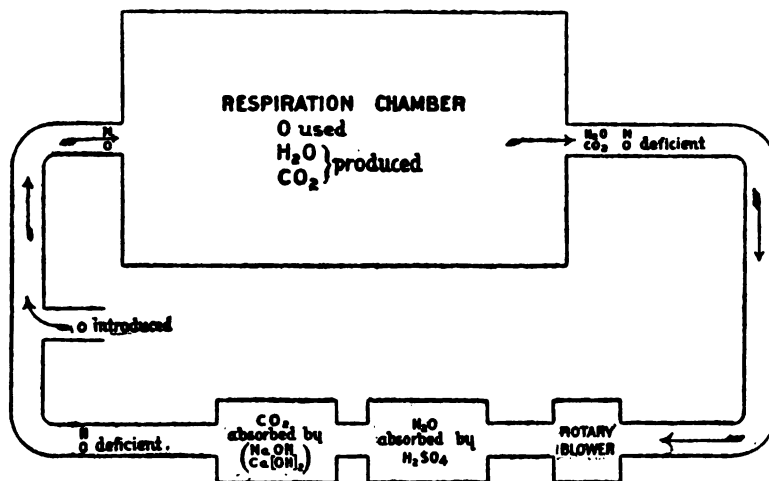 RESPIRATION CHAMBER
O used
H₂O
CO₂ } produced
N
O
H₂O N
CO₂ O deficient
O introduced
N
O deficient.
CO₂
absorbed by
(NaOH
Ca[OH]₂)
H₂O
absorbed by
H₂SO₄
ROTARY
BLOWER